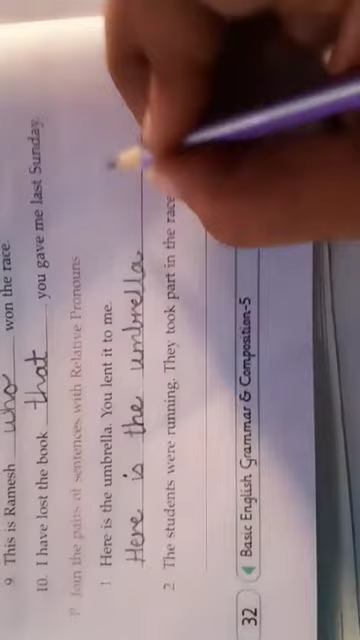 9 This is Ramesh who won the race.
10. I have lost the book that you gave me last Sunday.
P Join the pairs of sentences with Relative Pronouns
1 Here is the umbrella. You lent it to me.
Here is the umbrella
2 The students were running. They took part in the race
32 Basic English Grammar & Composition-5